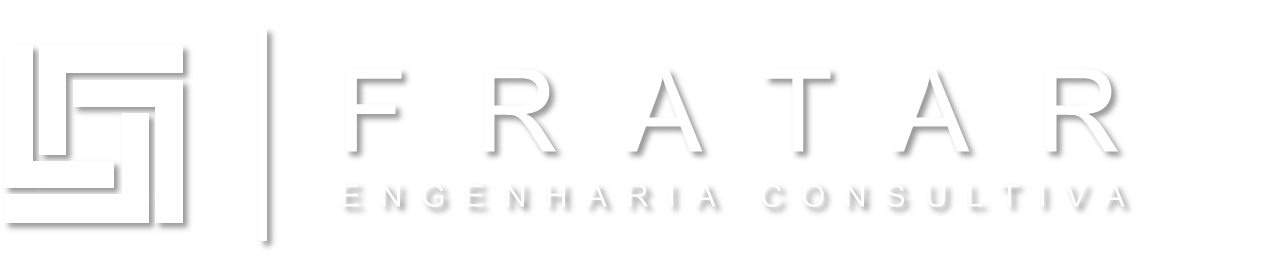 FRATAR
ENGENHARIA CONSULTIVA